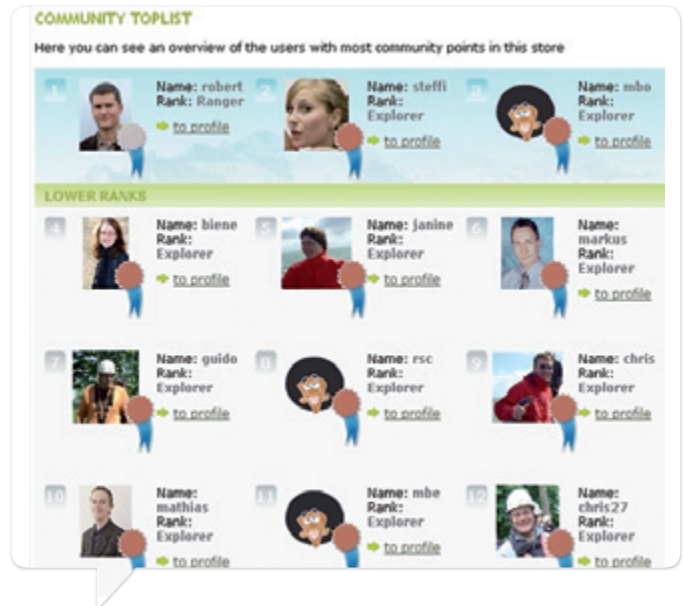 COMMUNITY TOPLIST
Here you can see an overview of the users with most community points in this store
1
Name: robert
Rank: Ranger
to profile
2
Name: steffi
Rank:
Explorer
to profile
3
Name: mbo
Rank:
Explorer
to profile
LOWER RANKS
4
Name: biene
Rank:
Explorer
to profile
5
Name: janine
Rank:
Explorer
to profile
6
Name:
markus
Rank:
Explorer
to profile
7
Name: guido
Rank:
Explorer
to profile
8
Name: rsc
Rank:
Explorer
to profile
9
Name: chris
Rank:
Explorer
to profile
10
Name:
mathias
Rank:
Explorer
to profile
11
Name: mbe
Rank:
Explorer
to profile
12
Name:
chris27
Rank:
Explorer
to profile